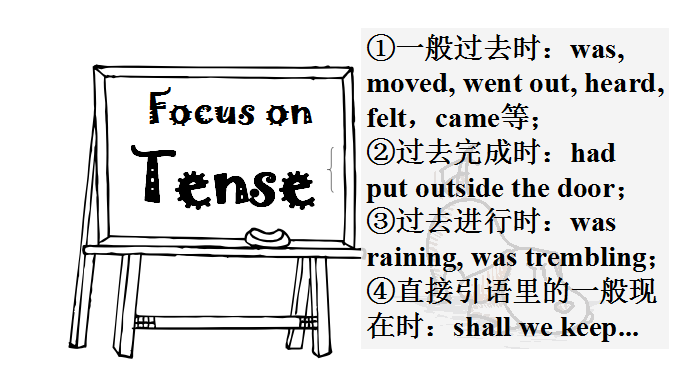 Focus on
Tense
①一般过去时：was,
moved, went out, heard,
felt，came等；
②过去完成时：had
put outside the door；
③过去进行时：was
raining, was trembling；
④直接引语里的一般现
在时：shall we keep...